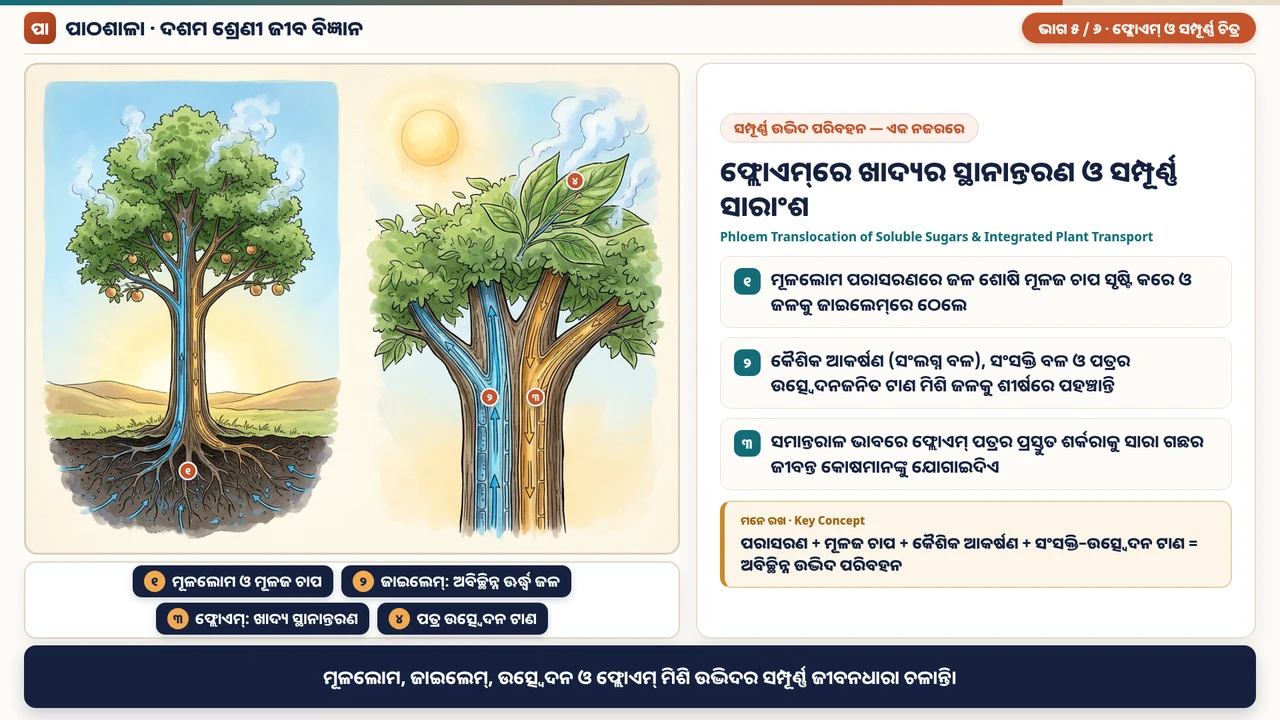 ପା
ପାଠଶାଳା · ଦଶମ ଶ୍ରେଣୀ ଜୀବ ବିଜ୍ଞାନ
ଭାଗ ୫ / ୬ · ଫ୍ଲୋଏମ୍ ଓ ସମ୍ପୂର୍ଣ୍ଣ ଚିତ୍ର
୪
୨
୩
୧
୧ ମୂଳଲୋମ ଓ ମୂଳଜ ଚାପ
୨ ଜାଇଲେମ୍: ଅବିଚ୍ଛିନ୍ନ ଊର୍ଦ୍ଧ୍ୱ ଜଳ
୩ ଫ୍ଲୋଏମ୍: ଖାଦ୍ୟ ସ୍ଥାନାନ୍ତରଣ
୪ ପତ୍ର ଉତ୍ସ୍ୱେଦନ ଟାଣ
ସମ୍ପୂର୍ଣ୍ଣ ଉଦ୍ଭିଦ ପରିବହନ — ଏକ ନଜରରେ
ଫ୍ଲୋଏମ୍‌ରେ ଖାଦ୍ୟର ସ୍ଥାନାନ୍ତରଣ ଓ ସମ୍ପୂର୍ଣ୍ଣ
ସାରାଂଶ
Phloem Translocation of Soluble Sugars & Integrated Plant Transport
୧ ମୂଳଲୋମ ପରାସରଣରେ ଜଳ ଶୋଷି ମୂଳଜ ଚାପ ସୃଷ୍ଟି କରେ ଓ
ଜଳକୁ ଜାଇଲେମ୍‌ରେ ଠେଲେ
୨ କୈଶିକ ଆକର୍ଷଣ (ସଂଲଗ୍ନ ବଳ), ସଂସକ୍ତି ବଳ ଓ ପତ୍ରର
ଉତ୍ସ୍ୱେଦନଜନିତ ଟାଣ ମିଶି ଜଳକୁ ଶୀର୍ଷରେ ପହଞ୍ଚାନ୍ତି
୩ ସମାନ୍ତରାଳ ଭାବରେ ଫ୍ଲୋଏମ୍ ପତ୍ରର ପ୍ରସ୍ତୁତ ଶର୍କରାକୁ ସାରା ଗଛର
ଜୀବନ୍ତ କୋଷମାନଙ୍କୁ ଯୋଗାଇଦିଏ
ମନେ ରଖ · Key Concept
ପରାସରଣ + ମୂଳଜ ଚାପ + କୈଶିକ ଆକର୍ଷଣ + ସଂସକ୍ତି-ଉତ୍ସ୍ୱେଦନ ଟାଣ =
ଅବିଚ୍ଛିନ୍ନ ଉଦ୍ଭିଦ ପରିବହନ
ମୂଳଲୋମ, ଜାଇଲେମ୍, ଉତ୍ସ୍ୱେଦନ ଓ ଫ୍ଲୋଏମ୍ ମିଶି ଉଦ୍ଭିଦର ସମ୍ପୂର୍ଣ୍ଣ ଜୀବନଧାରା ଚଳାନ୍ତି।